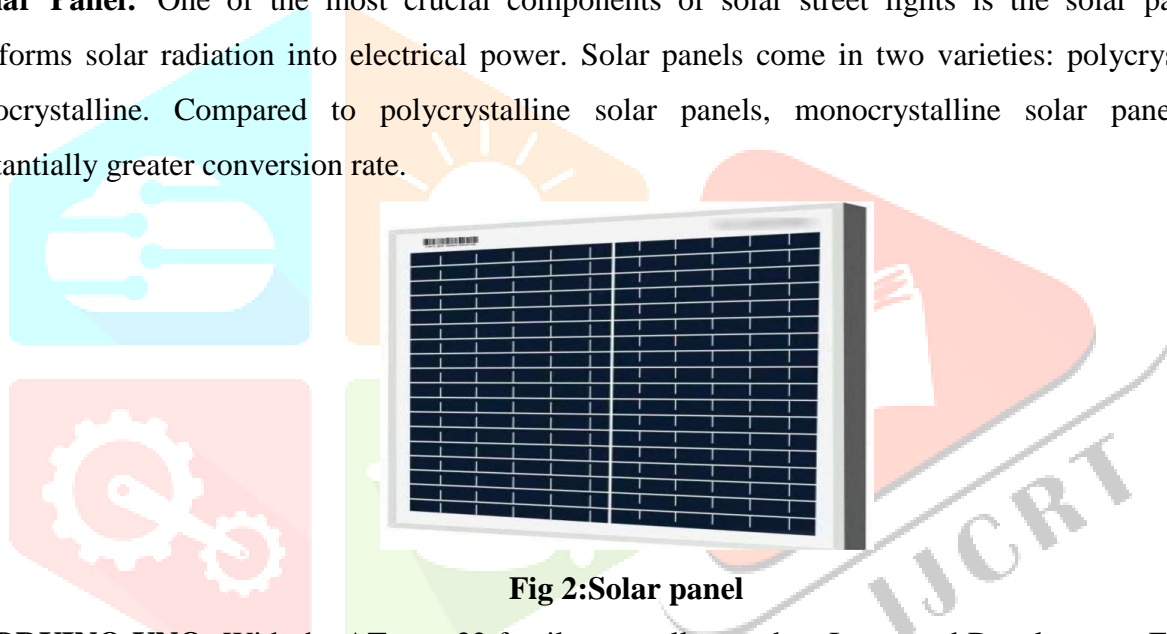 ar Panel: One of the most crucial components of solar street lights is the solar pa
forms solar radiation into electrical power. Solar panels come in two varieties: polycrys
ocrystalline. Compared to polycrystalline solar panels, monocrystalline solar pane
tantially greater conversion rate.
Fig 2:Solar panel
IJCRT